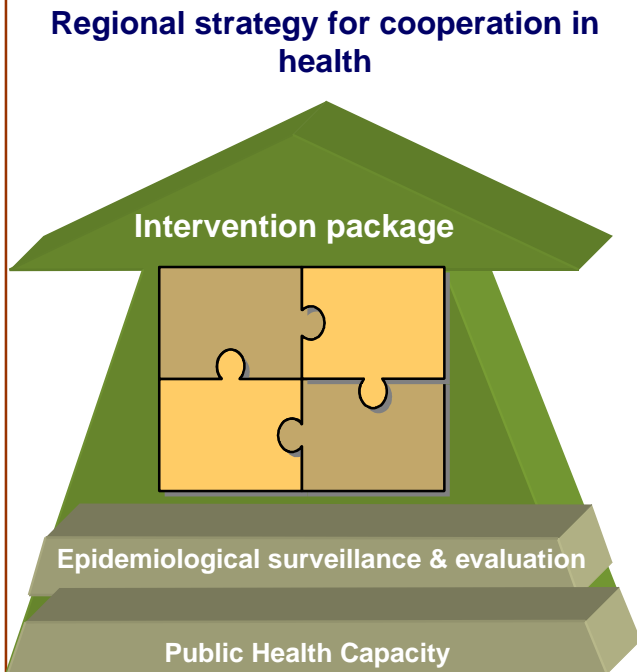 Regional strategy for cooperation in
health
Intervention package
Epidemiological surveillance & evaluation
Public Health Capacity